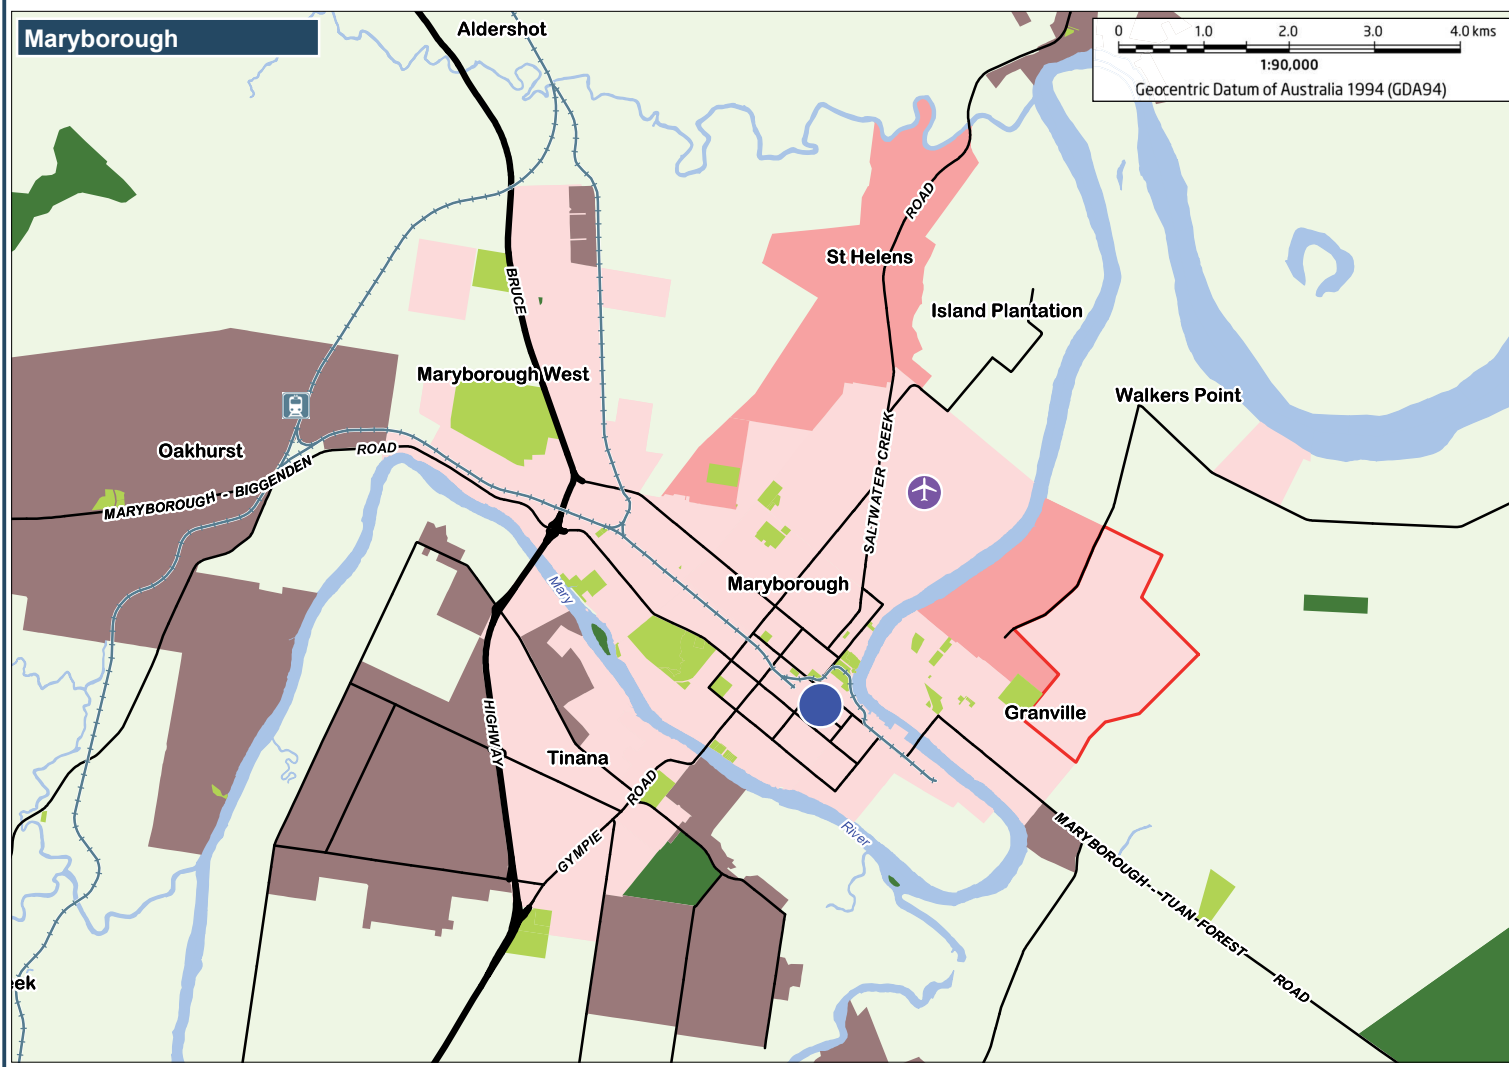 Maryborough
Aldershot
0 1.0 2.0 3.0 4.0 kms
1:90,000
Geocentric Datum of Australia 1994 (GDA94)
ROAD
St Helens
BRUCE
Island Plantation
Maryborough West
Walkers Point
Oakhurst
MARYBOROUGH - BIGGENDEN
ROAD
SALTWATER CREEK
Maryborough
Mary
Granville
HIGHWAY
Tinana
ROAD
GYMPIE
River
MARYBOROUGH - TUAN FOREST
ROAD
eek